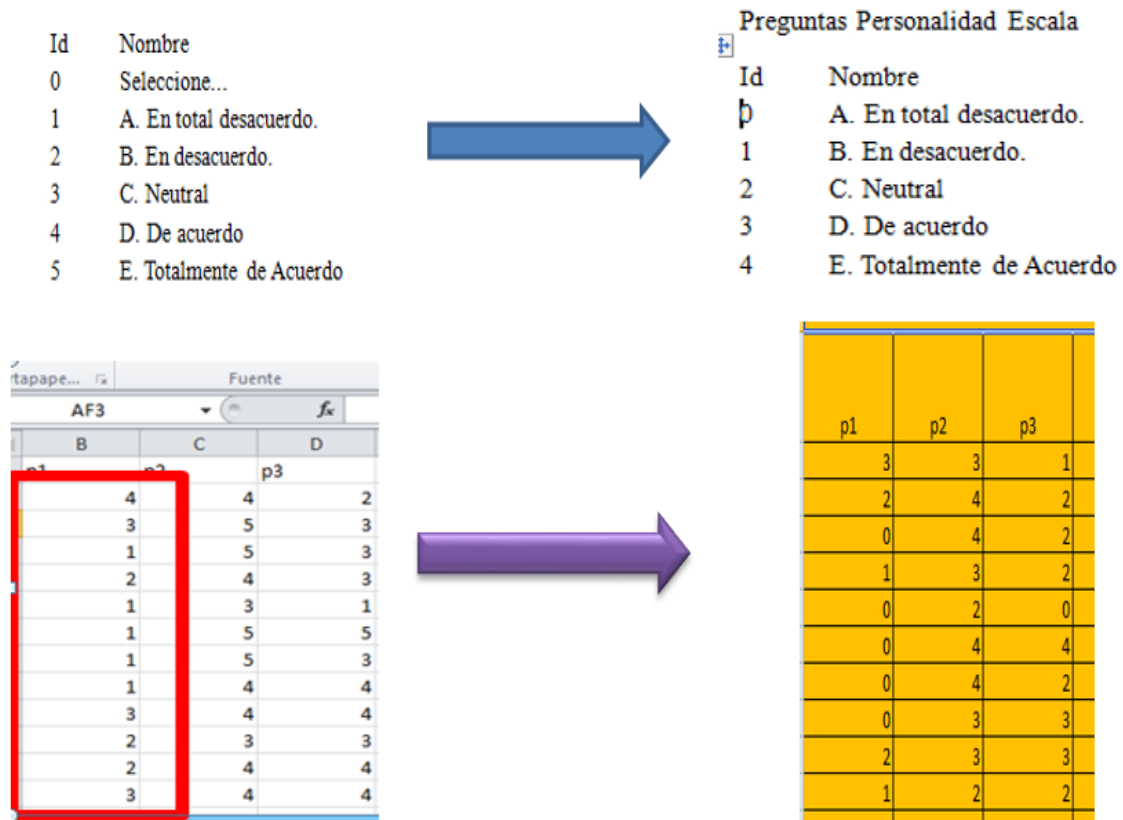 Id Nombre
0 Seleccione...
1 A. En total desacuerdo.
2 B. En desacuerdo.
3 C. Neutral
4 D. De acuerdo
5 E. Totalmente de Acuerdo
Preguntas Personalidad Escala
Id Nombre
0 A. En total desacuerdo.
1 B. En desacuerdo.
2 C. Neutral
3 D. De acuerdo
4 E. Totalmente de Acuerdo
tapape... Fuente
AF3 fx
B C D
p1 p2 p3
4 4 2
3 5 3
1 5 3
2 4 3
1 3 1
1 5 5
1 5 3
1 4 4
3 4 4
2 3 3
2 4 4
3 4 4
p1 p2 p3
3 3 1
2 4 2
0 4 2
1 3 2
0 2 0
0 4 4
0 4 2
0 3 3
2 3 3
1 2 2